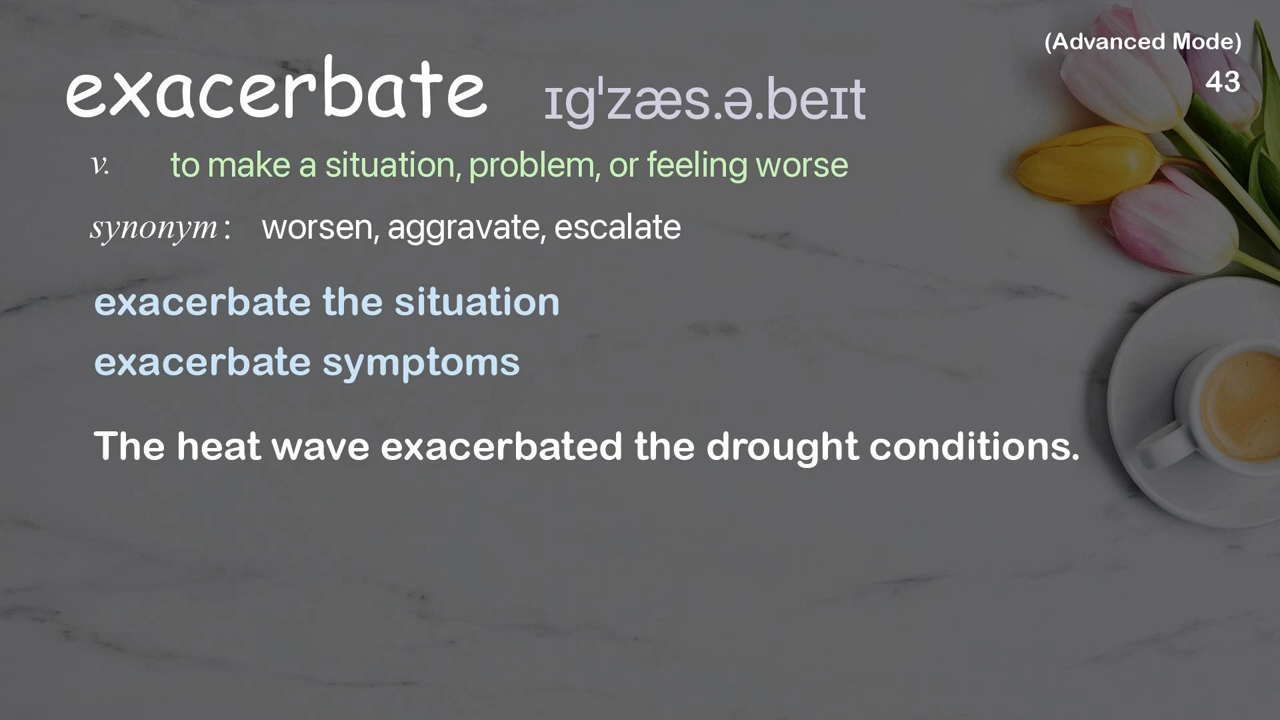 (Advanced Mode)
43
exacerbate ɪgˈzæs.ə.beɪt
v. to make a situation, problem, or feeling worse
synonym: worsen, aggravate, escalate
exacerbate the situation
exacerbate symptoms
The heat wave exacerbated the drought conditions.